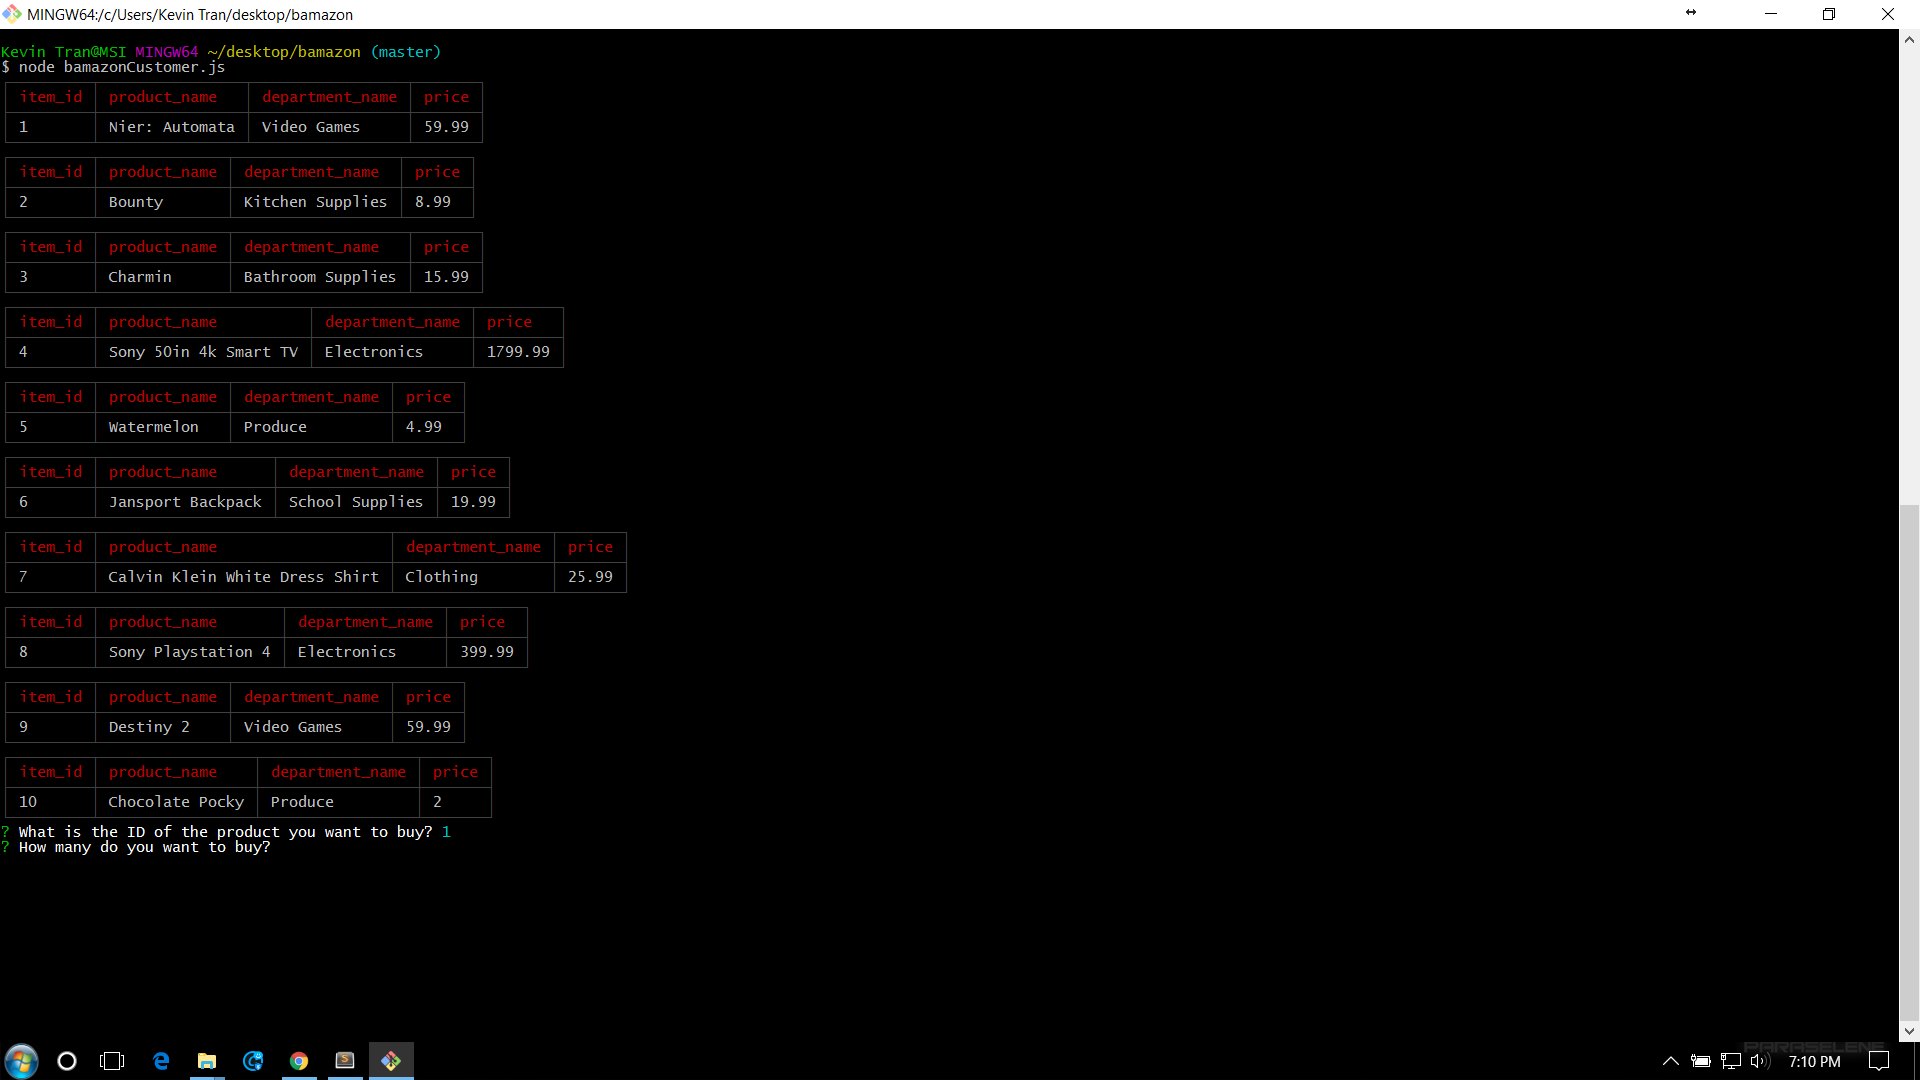 MINGW64:/c/Users/Kevin Tran/desktop/bamazon
Kevin Tran@MSI MINGW64 ~/desktop/bamazon (master)
$ node bamazonCustomer.js
item_id product_name department_name price
1 Nier: Automata Video Games 59.99
item_id product_name department_name price
2 Bounty Kitchen Supplies 8.99
item_id product_name department_name price
3 Charmin Bathroom Supplies 15.99
item_id product_name department_name price
4 Sony 50in 4k Smart TV Electronics 1799.99
item_id product_name department_name price
5 Watermelon Produce 4.99
item_id product_name department_name price
6 Jansport Backpack School Supplies 19.99
item_id product_name department_name price
7 Calvin Klein White Dress Shirt Clothing 25.99
item_id product_name department_name price
8 Sony Playstation 4 Electronics 399.99
item_id product_name department_name price
9 Destiny 2 Video Games 59.99
item_id product_name department_name price
10 Chocolate Pocky Produce 2
? What is the ID of the product you want to buy? 1
? How many do you want to buy?
PARASELENE
7:10 PM